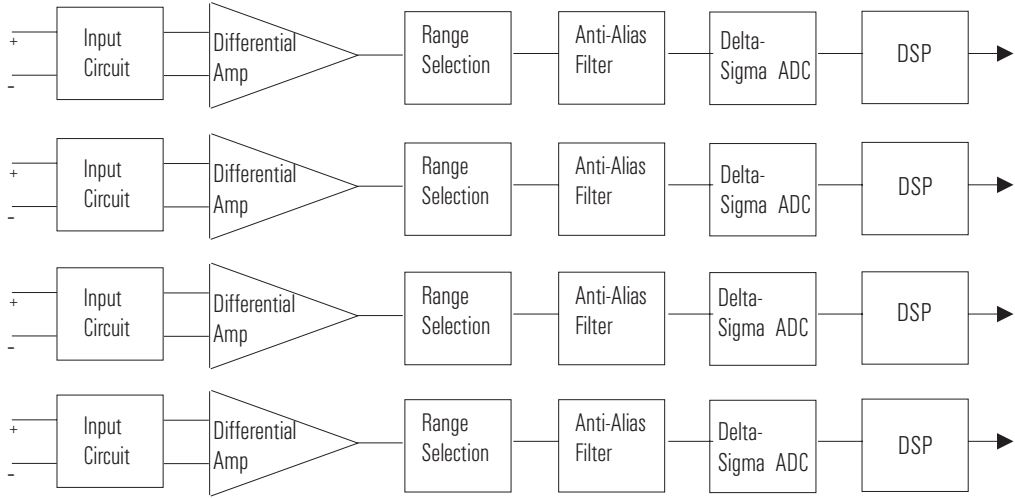 +
-
Input
Circuit
Differential
Amp
Range
Selection
Anti-Alias
Filter
Delta-
Sigma ADC
DSP
+
-
Input
Circuit
Differential
Amp
Range
Selection
Anti-Alias
Filter
Delta-
Sigma ADC
DSP
+
-
Input
Circuit
Differential
Amp
Range
Selection
Anti-Alias
Filter
Delta-
Sigma ADC
DSP
+
-
Input
Circuit
Differential
Amp
Range
Selection
Anti-Alias
Filter
Delta-
Sigma ADC
DSP